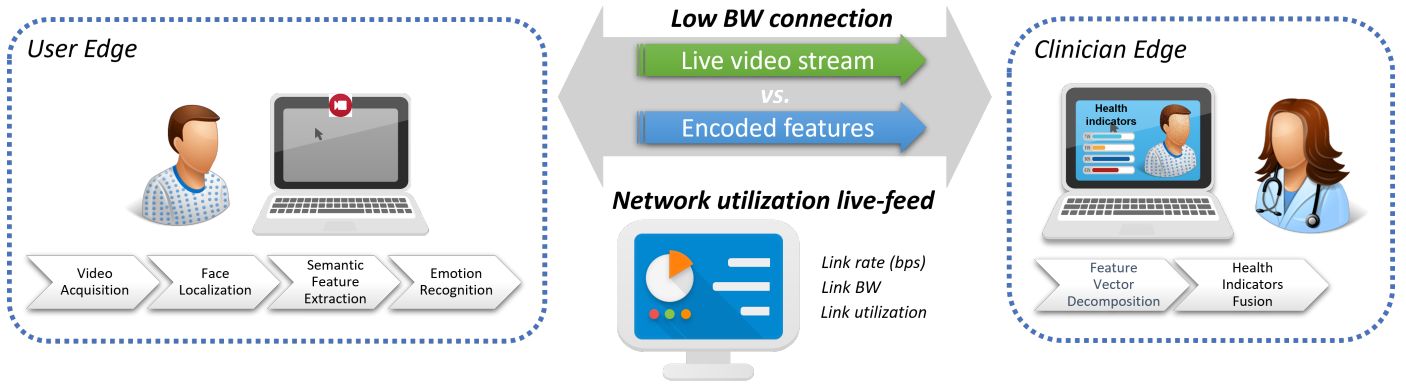 User Edge
Video
Acquisition
Face
Localization
Semantic
Feature
Extraction
Emotion
Recognition
Low BW connection
Live video stream
vs.
Encoded features
Network utilization live-feed
Link rate (bps)
Link BW
Link utilization
Clinician Edge
Health
indicators
Feature
Vector
Decomposition
Health
Indicators
Fusion